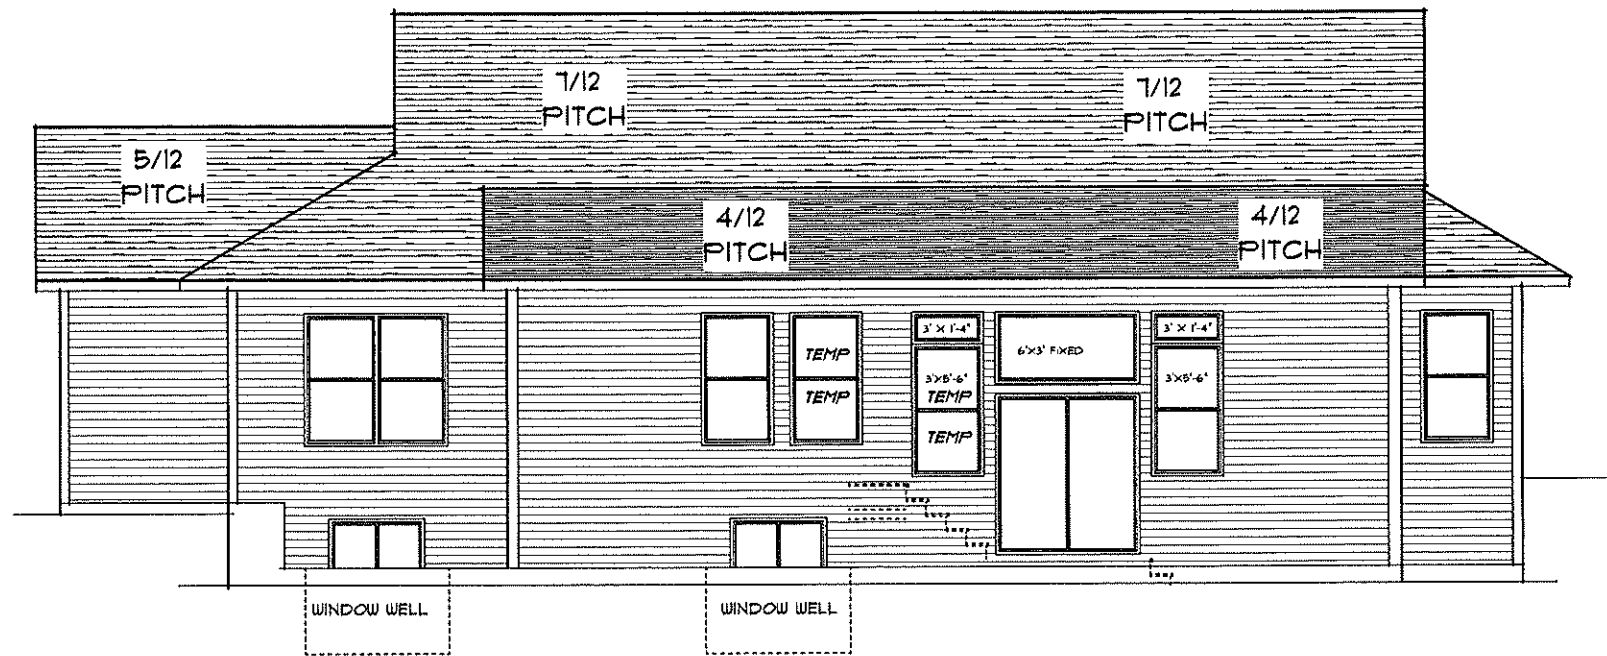 7/12
PITCH
7/12
PITCH
5/12
PITCH
4/12
PITCH
4/12
PITCH
3' X 1'-4"
6'X3' FIXED
3' X 1'-4"
TEMP
TEMP
3'X5'-6"
TEMP
TEMP
3'X5'-6"
WINDOW WELL
WINDOW WELL